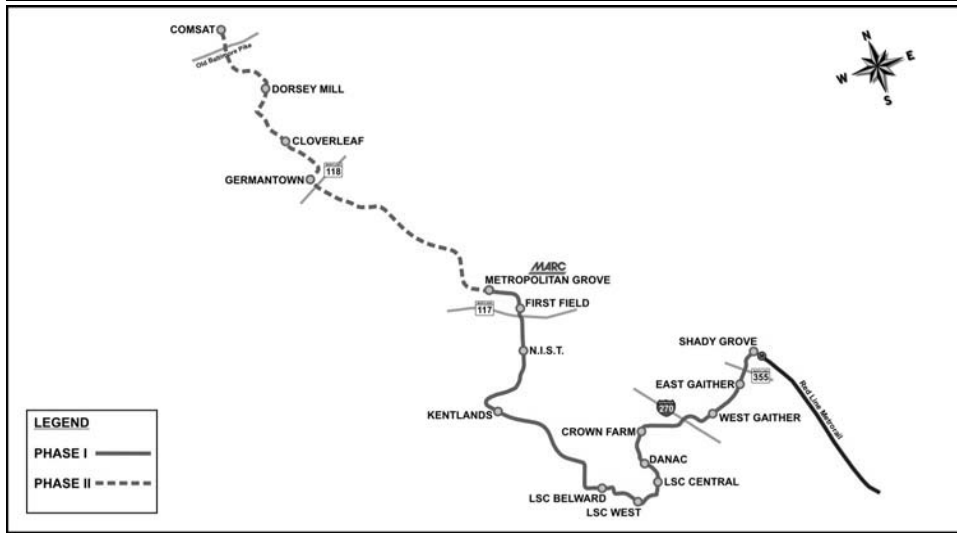 COMSAT
Old Baltimore Pike
N
E
W
S
DORSEY MILL
CLOVERLEAF
118
GERMANTOWN
MARC
METROPOLITAN GROVE
117
FIRST FIELD
N.I.S.T.
SHADY GROVE
355
EAST GAITHER
Red Line Metrorail
270
WEST GAITHER
KENTLANDS
CROWN FARM
DANAC
LSC CENTRAL
LSC BELWARD
LSC WEST
LEGEND
PHASE I
PHASE II